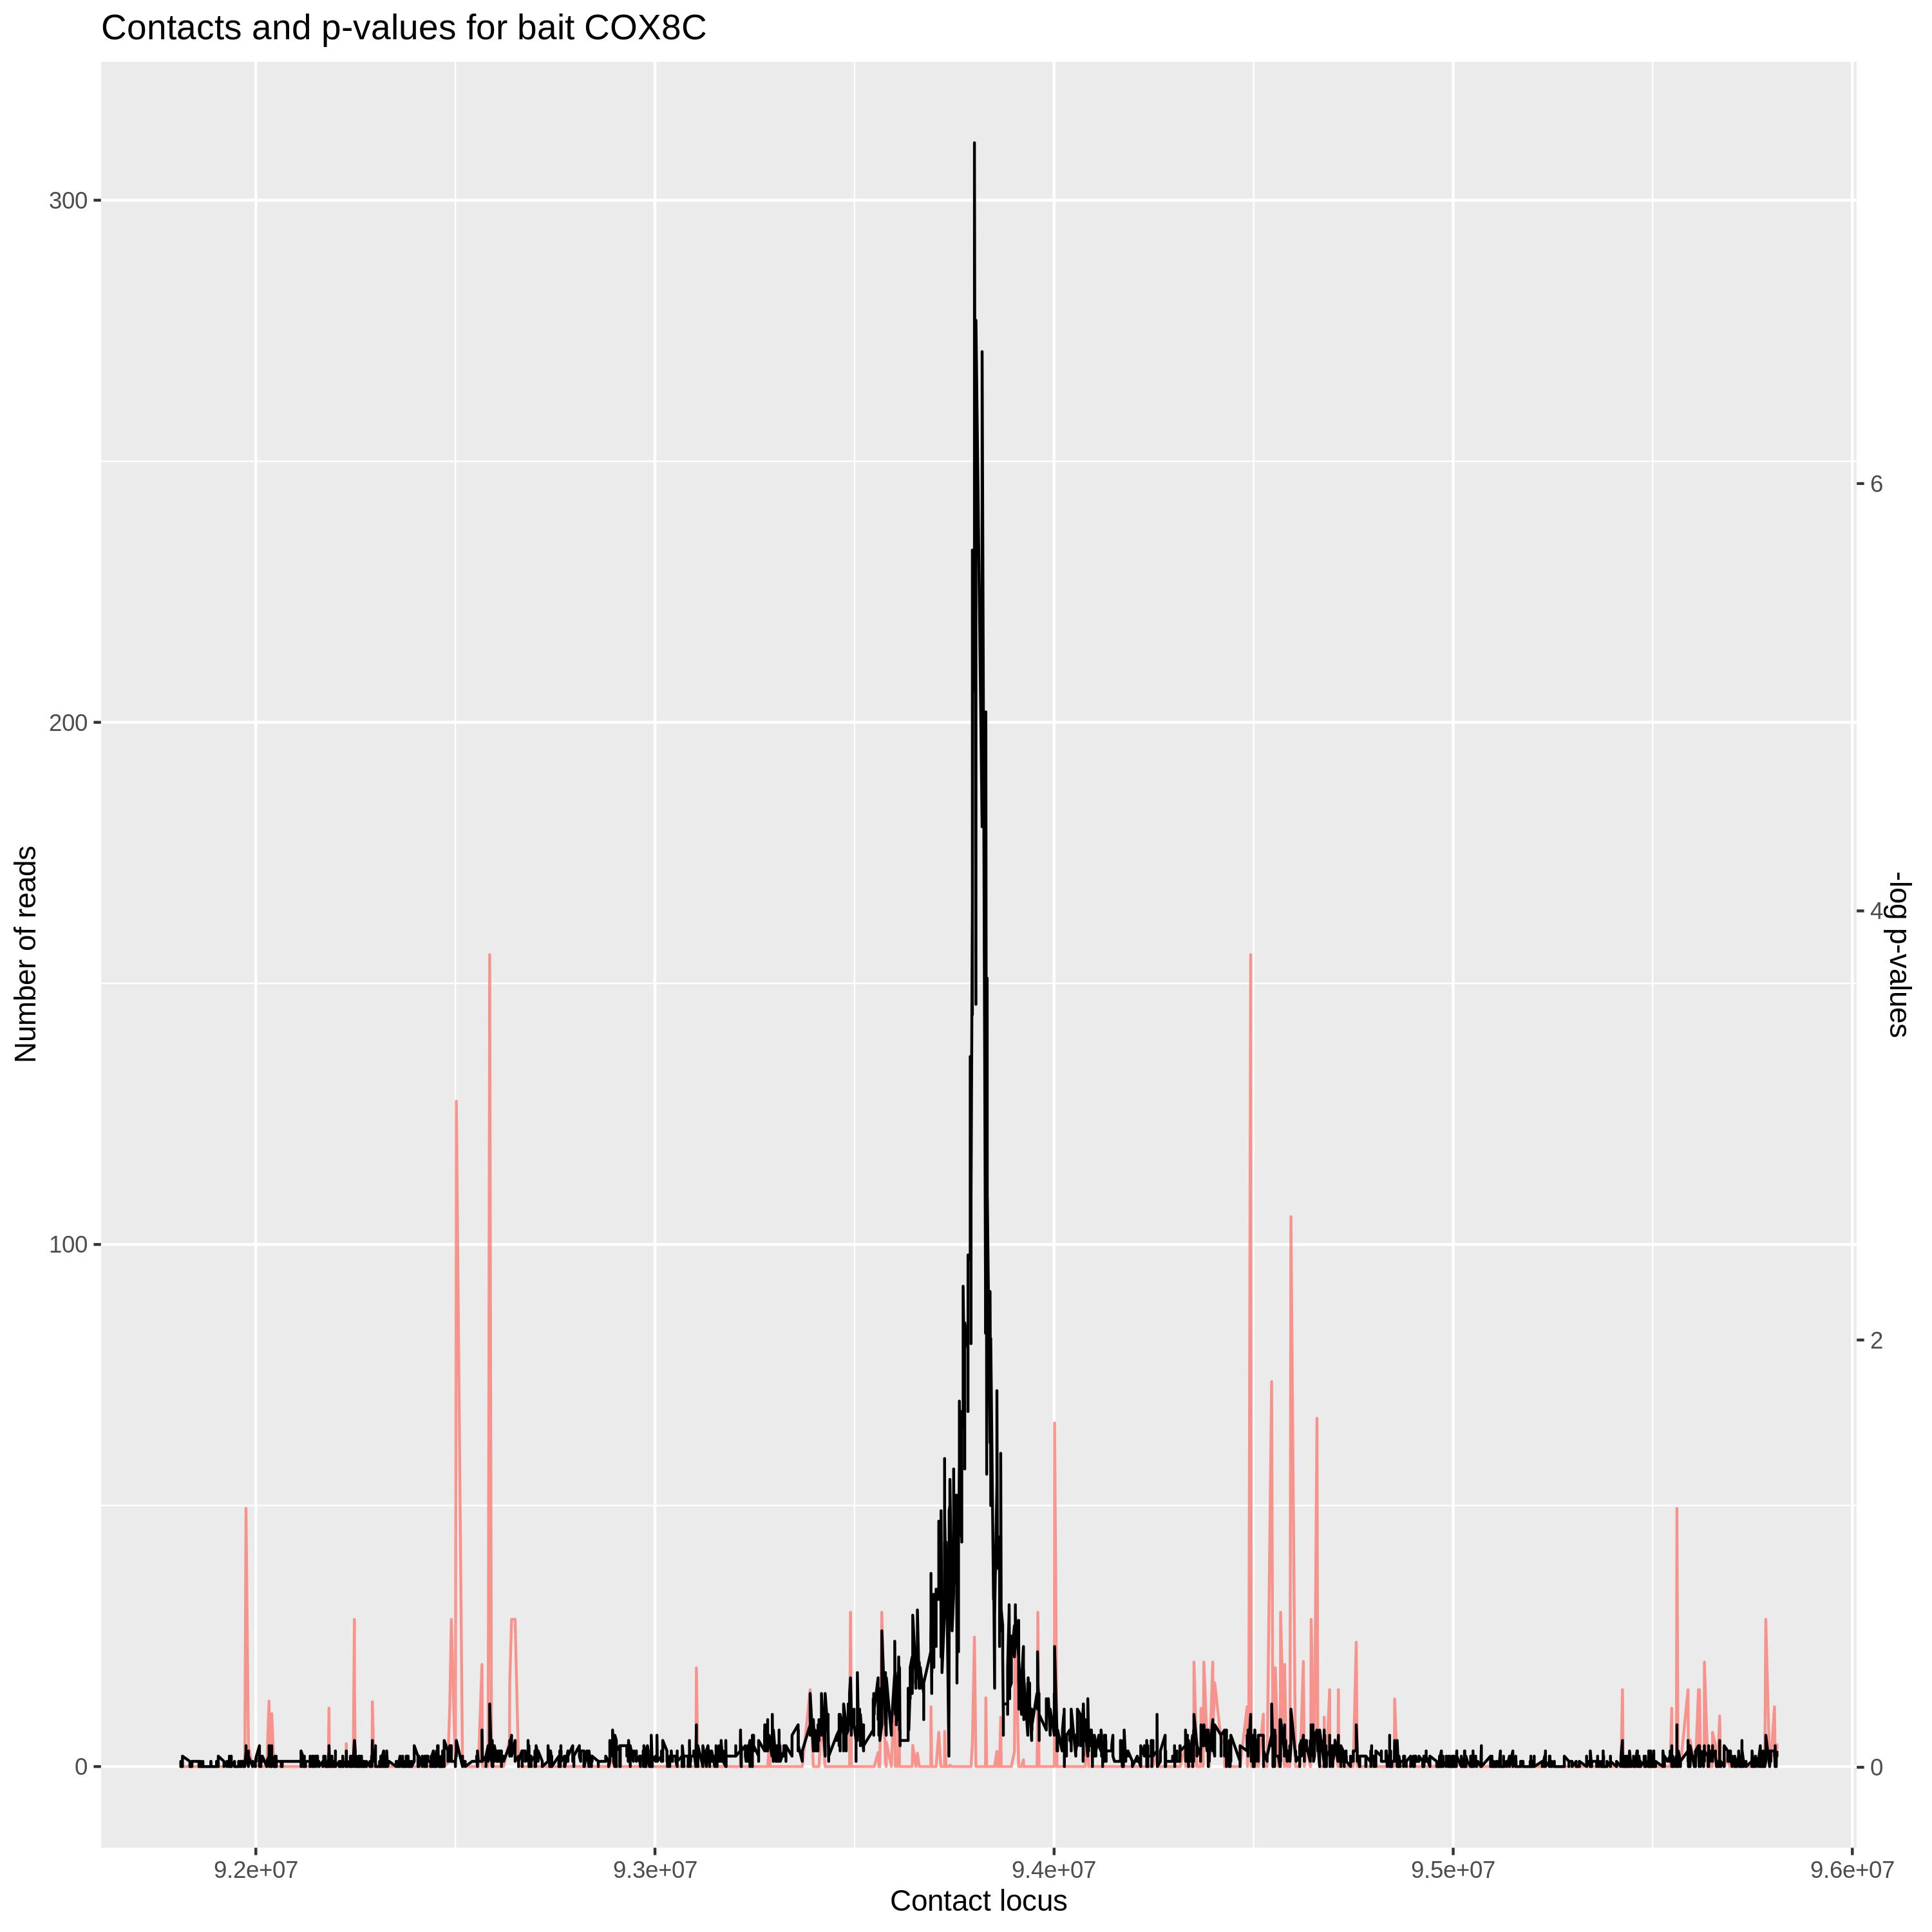 Contacts and p-values for bait COX8C
300
200
100
0
Number of reads
6
4
2
0
-log p-values
9.2e+07
9.3e+07
9.4e+07
9.5e+07
9.6e+07
Contact locus